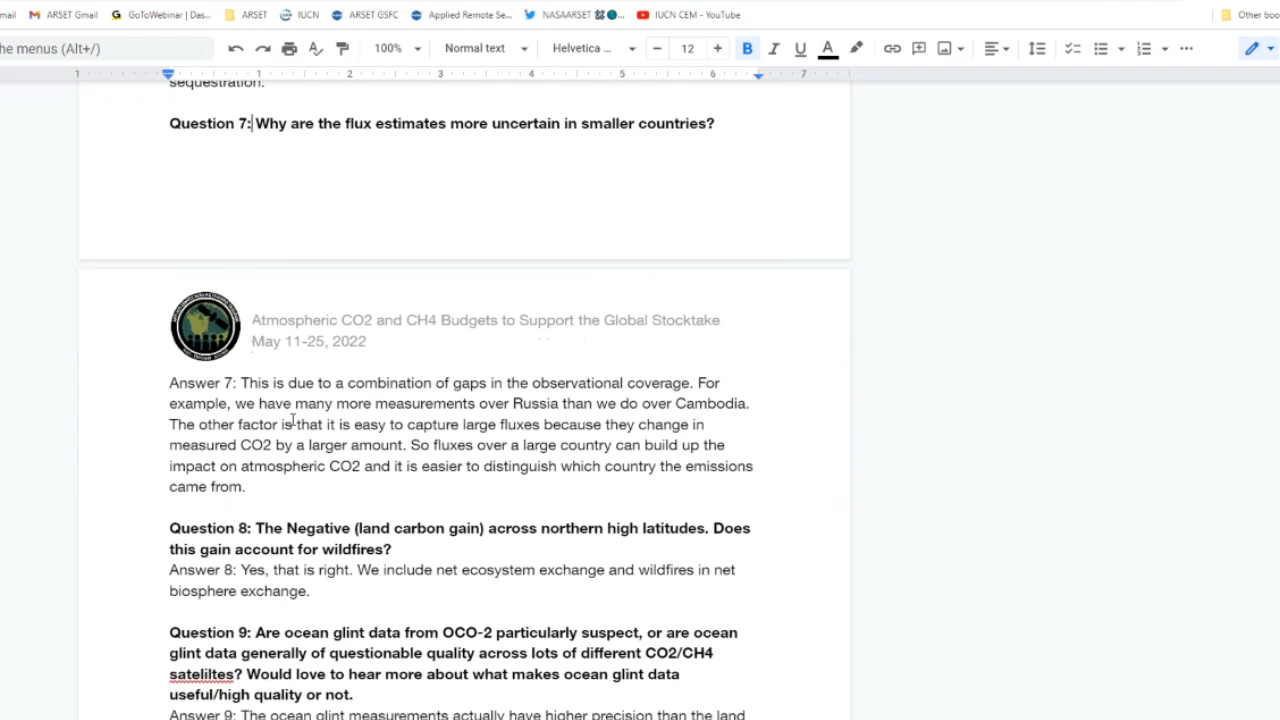 mail ARSET Gmail GoToWebinar | Das... ARSET IUCN ARSET GSFC Applied Remote Se... NASAARSET IUCN CEM - YouTube Other boo
he menus (Alt+/) 100% Normal text Helvetica ... 12 B I U A
1 1 2 3 4 5 6 7
sequestration.
Question 7: Why are the flux estimates more uncertain in smaller countries?
Atmospheric CO2 and CH4 Budgets to Support the Global Stocktake
May 11-25, 2022
Answer 7: This is due to a combination of gaps in the observational coverage. For
example, we have many more measurements over Russia than we do over Cambodia.
The other factor is that it is easy to capture large fluxes because they change in
measured CO2 by a larger amount. So fluxes over a large country can build up the
impact on atmospheric CO2 and it is easier to distinguish which country the emissions
came from.
Question 8: The Negative (land carbon gain) across northern high latitudes. Does
this gain account for wildfires?
Answer 8: Yes, that is right. We include net ecosystem exchange and wildfires in net
biosphere exchange.
Question 9: Are ocean glint data from OCO-2 particularly suspect, or are ocean
glint data generally of questionable quality across lots of different CO2/CH4
sateliltes? Would love to hear more about what makes ocean glint data
useful/high quality or not.
Answer 9: The ocean glint measurements actually have higher precision than the land